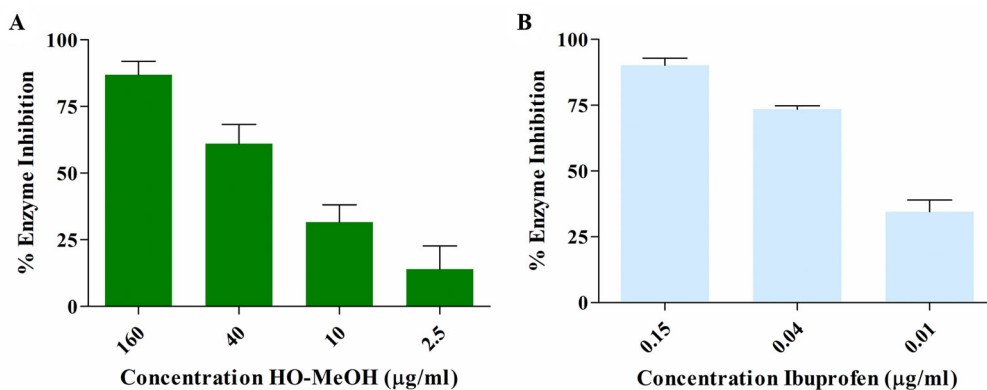 A
% Enzyme Inhibition
100
75
50
25
0
160
40
10
2.5
Concentration HO-MeOH (μg/ml)
B
% Enzyme Inhibition
100
75
50
25
0
0.15
0.04
0.01
Concentration Ibuprofen (μg/ml)